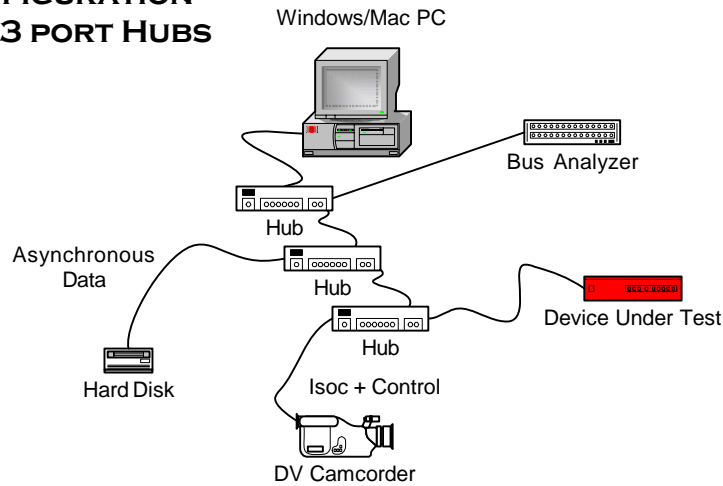 3 PORT HUBS
Windows/Mac PC
Bus Analyzer
Hub
Asynchronous
Data
Hub
Device Under Test
Hub
Hard Disk
Isoc + Control
DV Camcorder